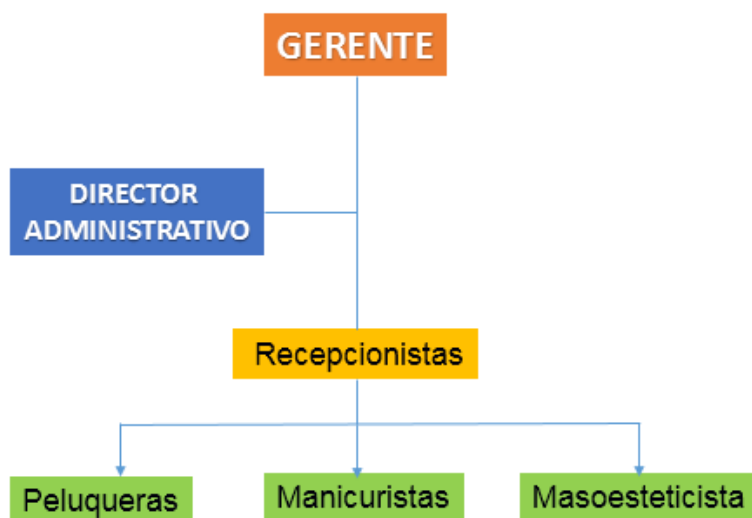 GERENTE
DIRECTOR
ADMINISTRATIVO
Recepcionistas
Peluqueras
Manicuristas
Masoesteticista